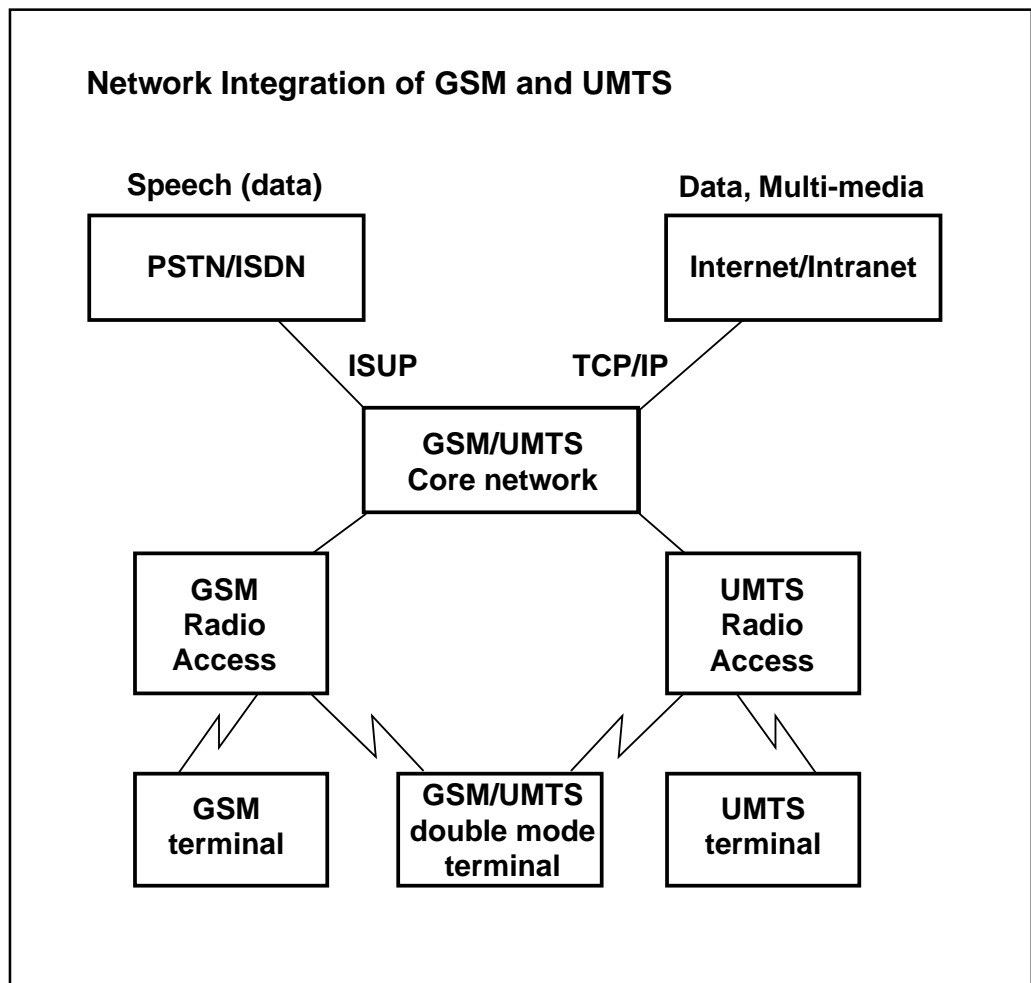 Network Integration of GSM and UMTS
Speech (data)
Data, Multi-media
PSTN/ISDN
Internet/Intranet
ISUP
TCP/IP
GSM/UMTS
Core network
GSM
Radio
Access
UMTS
Radio
Access
GSM
terminal
GSM/UMTS
double mode
terminal
UMTS
terminal